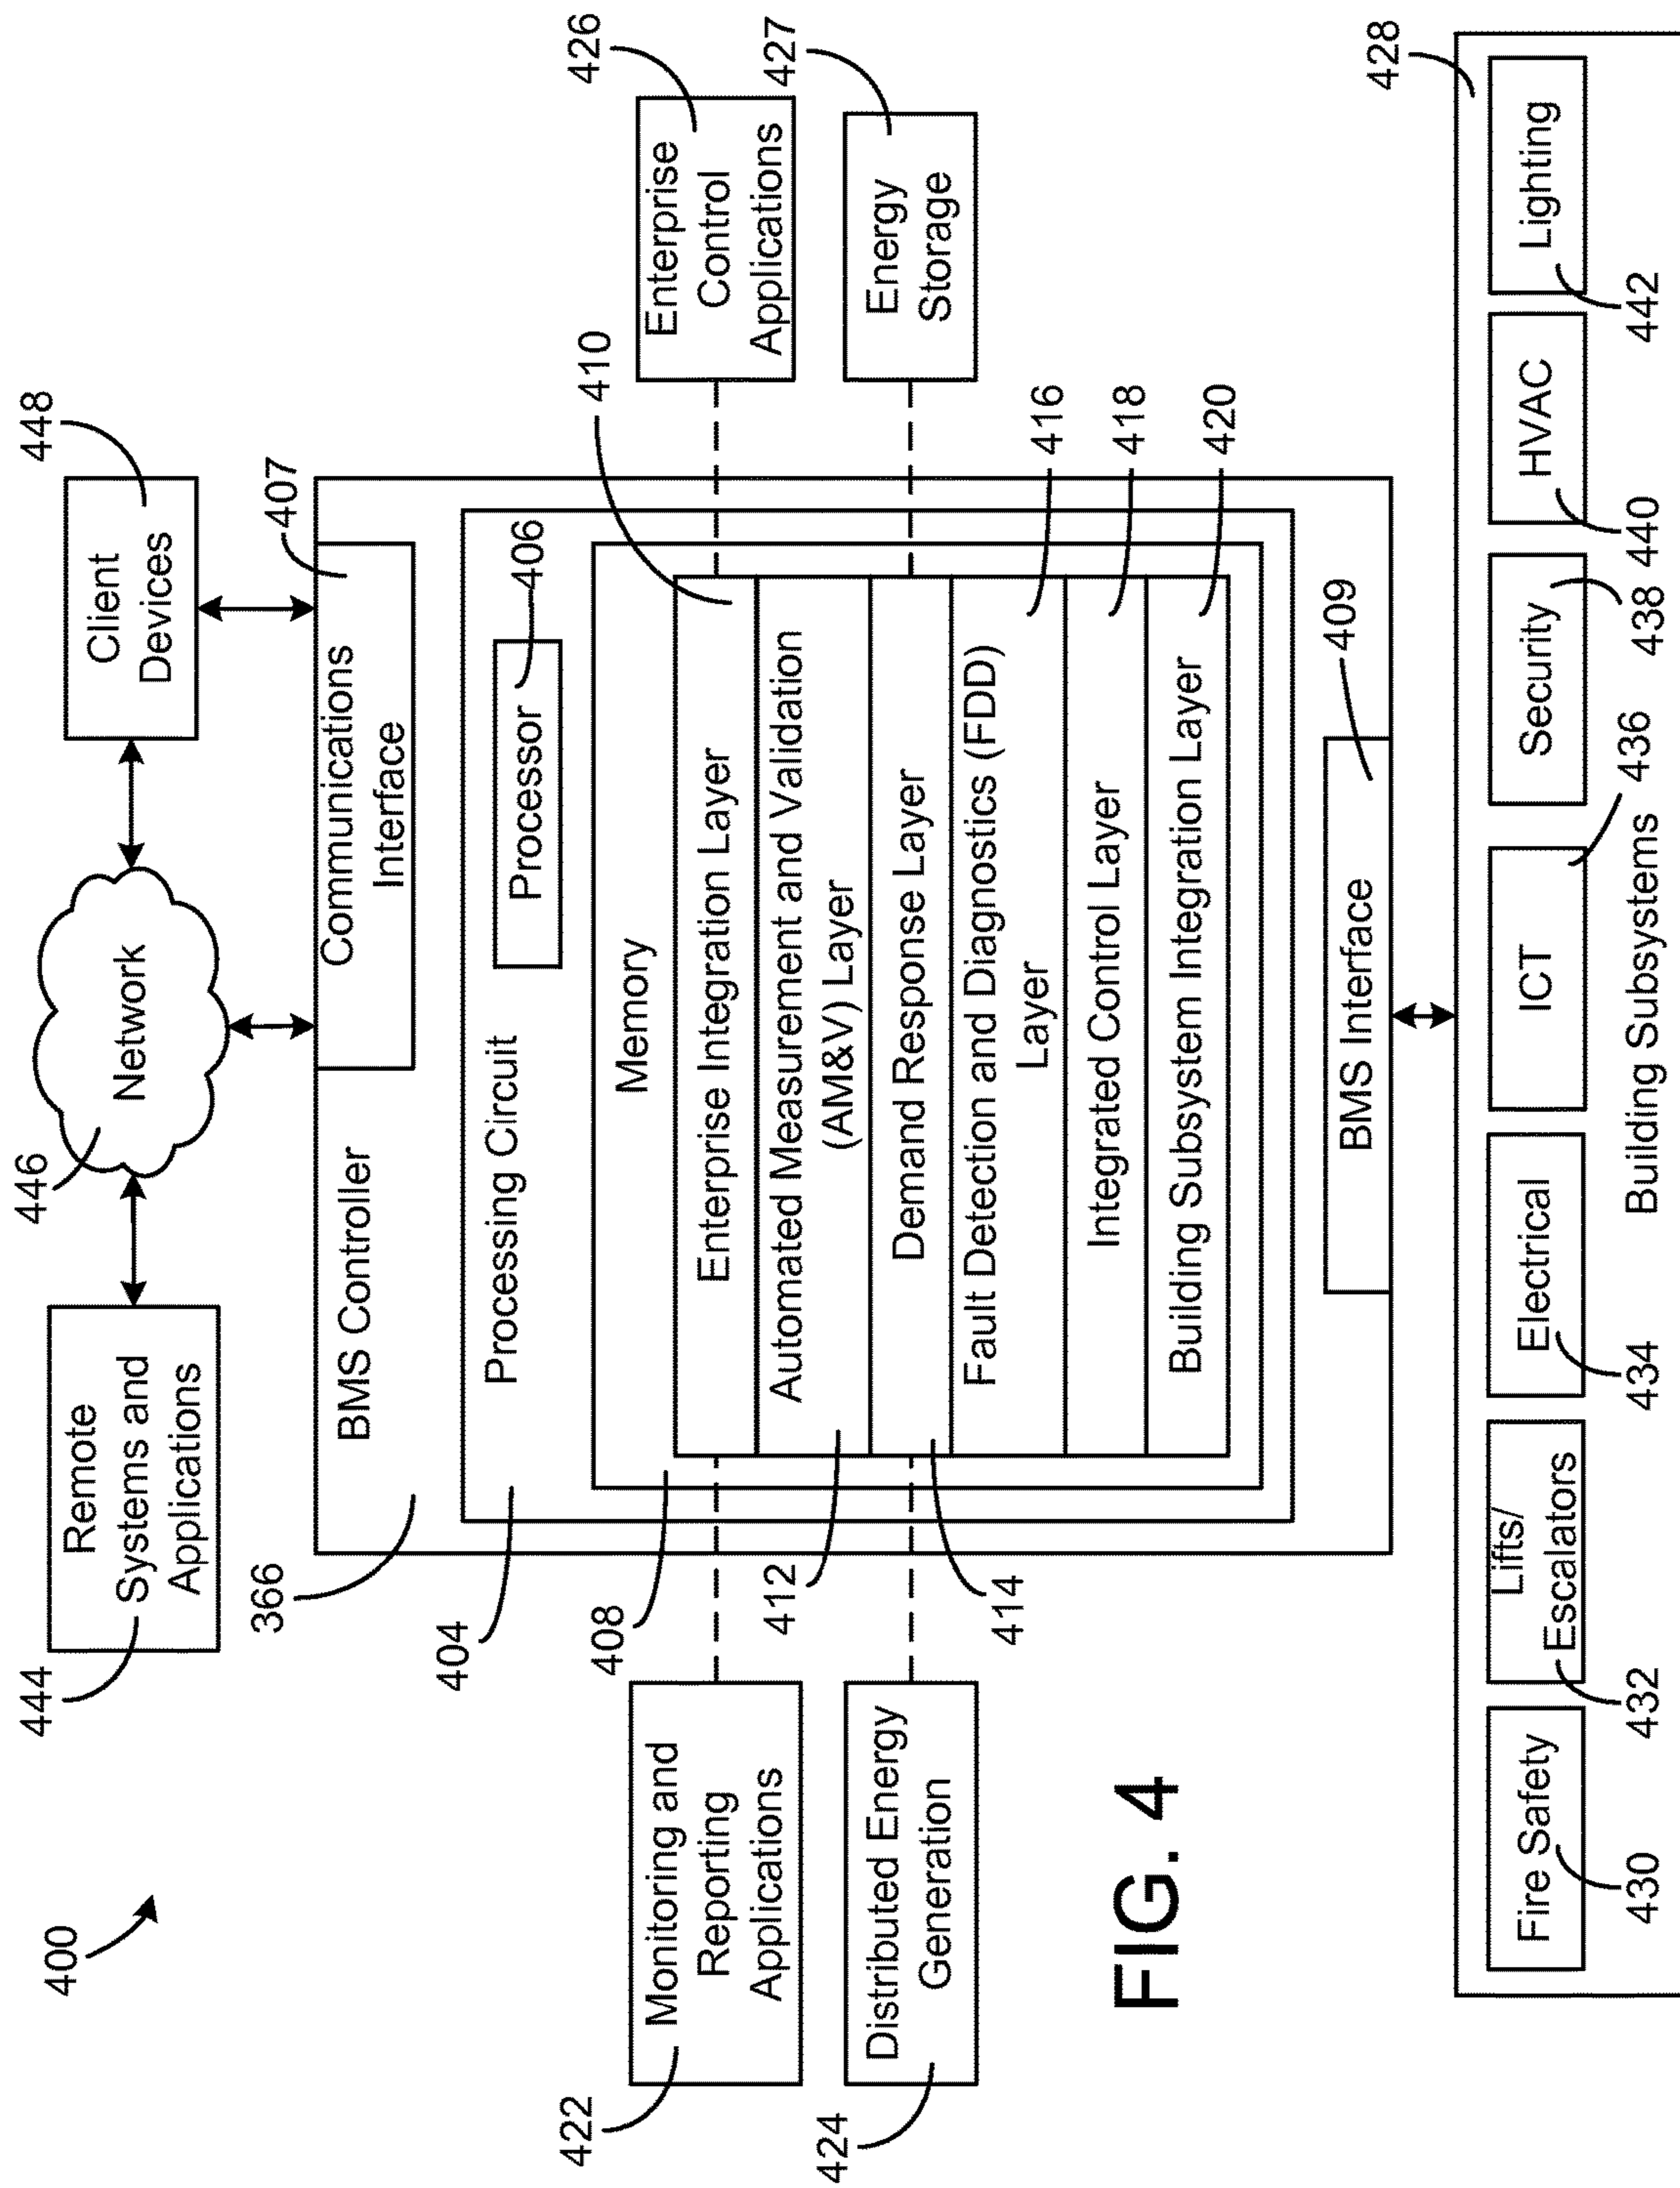 400
444
Remote
Systems and
Applications
446
Network
448
Client
Devices
366
BMS Controller
407
Communications
Interface
404
Processing Circuit
406
Processor
408
Memory
410
Enterprise Integration Layer
412
Automated Measurement and Validation
(AM&V) Layer
414
Demand Response Layer
416
Fault Detection and Diagnostics (FDD)
Layer
418
Integrated Control Layer
420
Building Subsystem Integration Layer
409
BMS Interface
422
Monitoring and
Reporting
Applications
424
Distributed Energy
Generation
426
Enterprise
Control
Applications
427
Energy
Storage
428
Fire Safety
430
Lifts/
Escalators
432
Electrical
434
ICT
436
Security
438
HVAC
440
Lighting
442
Building Subsystems
FIG. 4